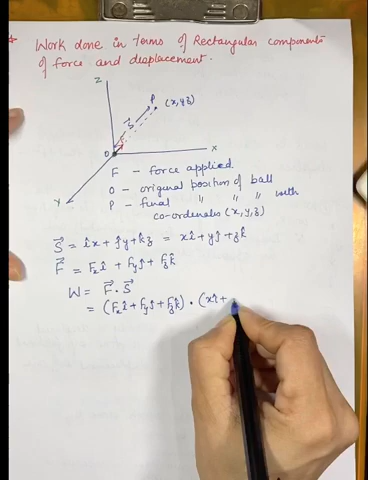 * Work done in terms of Rectangular components
of force and displacement.
Z
P (x,y,z)
S⃗
F⃗
O
X
Y
F – force applied.
O – original position of ball
P – final " " " with
co-ordenates (x,y,z)
S⃗ = îx + ĵy + k̂z = xî + yĵ + zk̂
F⃗ = Fxî + Fyĵ + Fzk̂
W = F⃗ . S⃗
= (Fxî + Fyĵ + Fzk̂) . (xî +